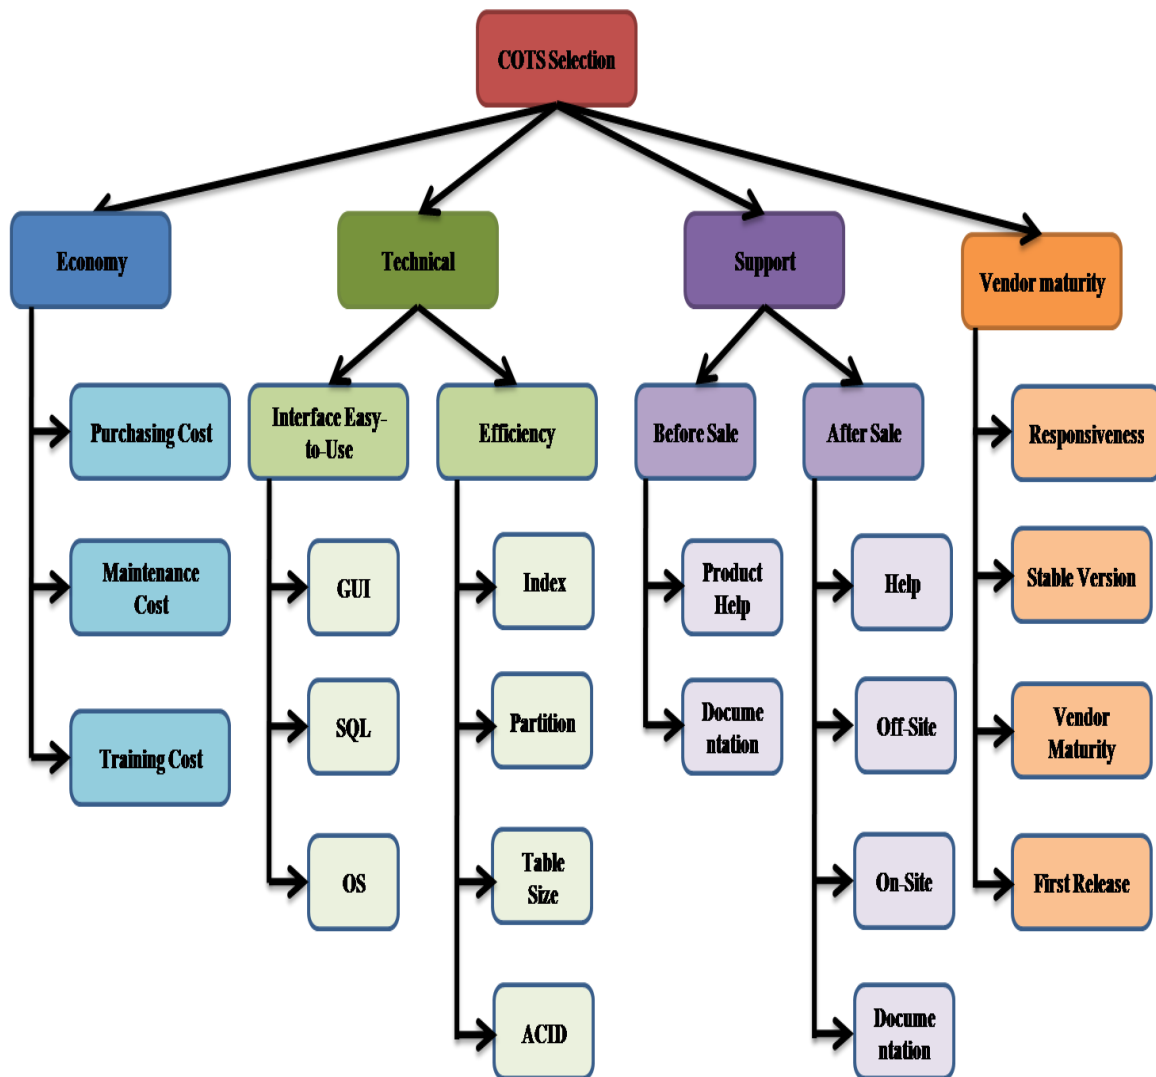 COTS Selection
Economy
Technical
Support
Vendor maturity
Purchasing Cost
Interface Easy-
to-Use
Efficiency
Before Sale
After Sale
Responsiveness
Maintenance
Cost
GUI
Index
Product
Help
Help
Stable Version
Training Cost
SQL
Partition
Docume
ntation
Off-Site
Vendor
Maturity
OS
Table
Size
On-Site
First Release
ACID
Docume
ntation